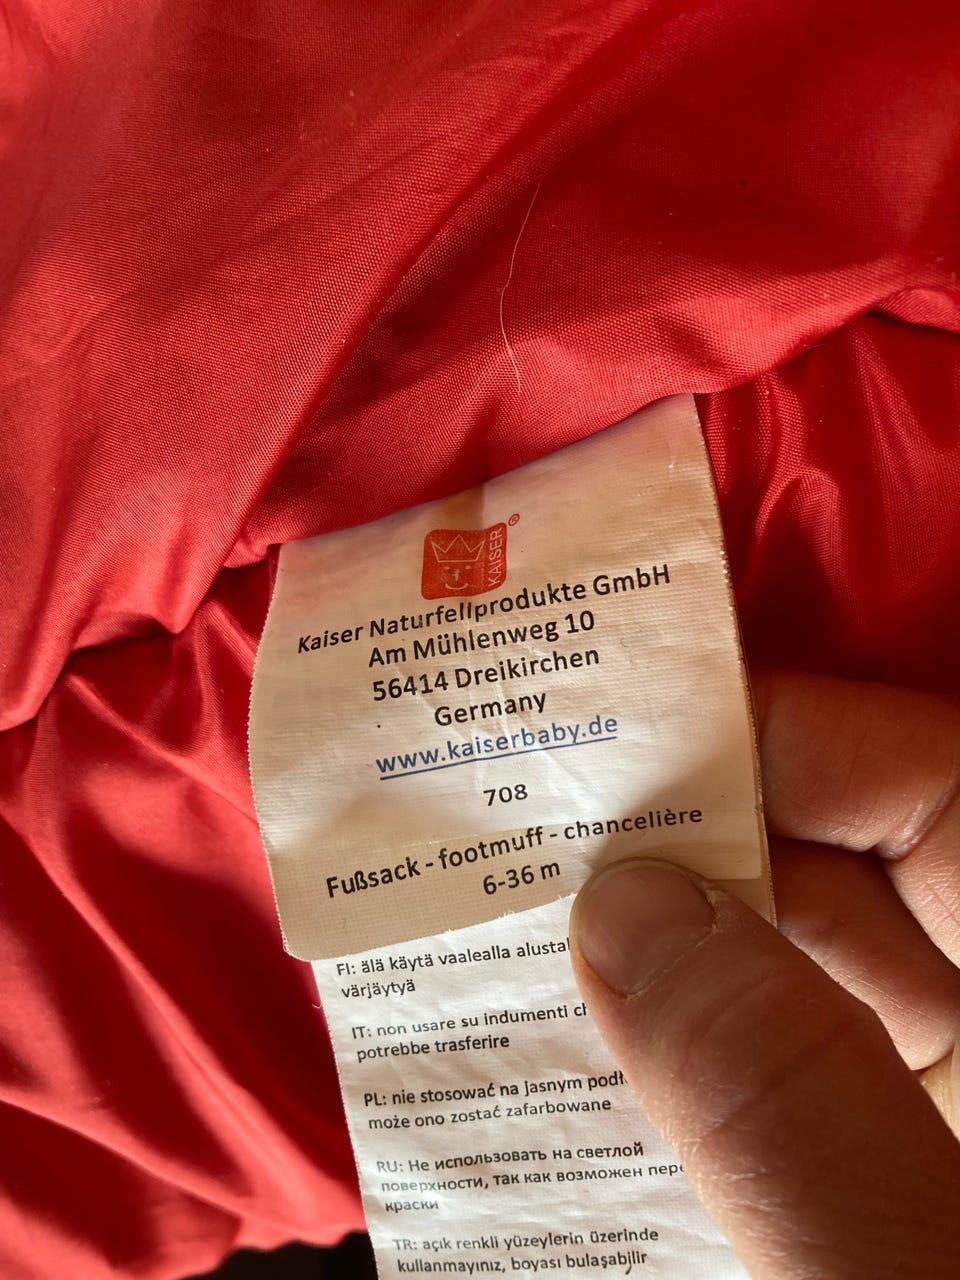 KAISER®
Kaiser Naturfellprodukte GmbH
Am Mühlenweg 10
56414 Dreikirchen
Germany
www.kaiserbaby.de
708
Fußsack - footmuff - chancelière
6-36 m
FI: älä käytä vaalealla
värjäytyä
IT: non usare su indumenti
potrebbe trasferire
PL: nie stosować na jasnym
może ono zostać zafarbowane
RU: Не использовать на светлой
поверхности, так как возможен
краски
TR: açık renkli yüzeylerin üzerinde
kullanmayınız, boyası bulaşabilir